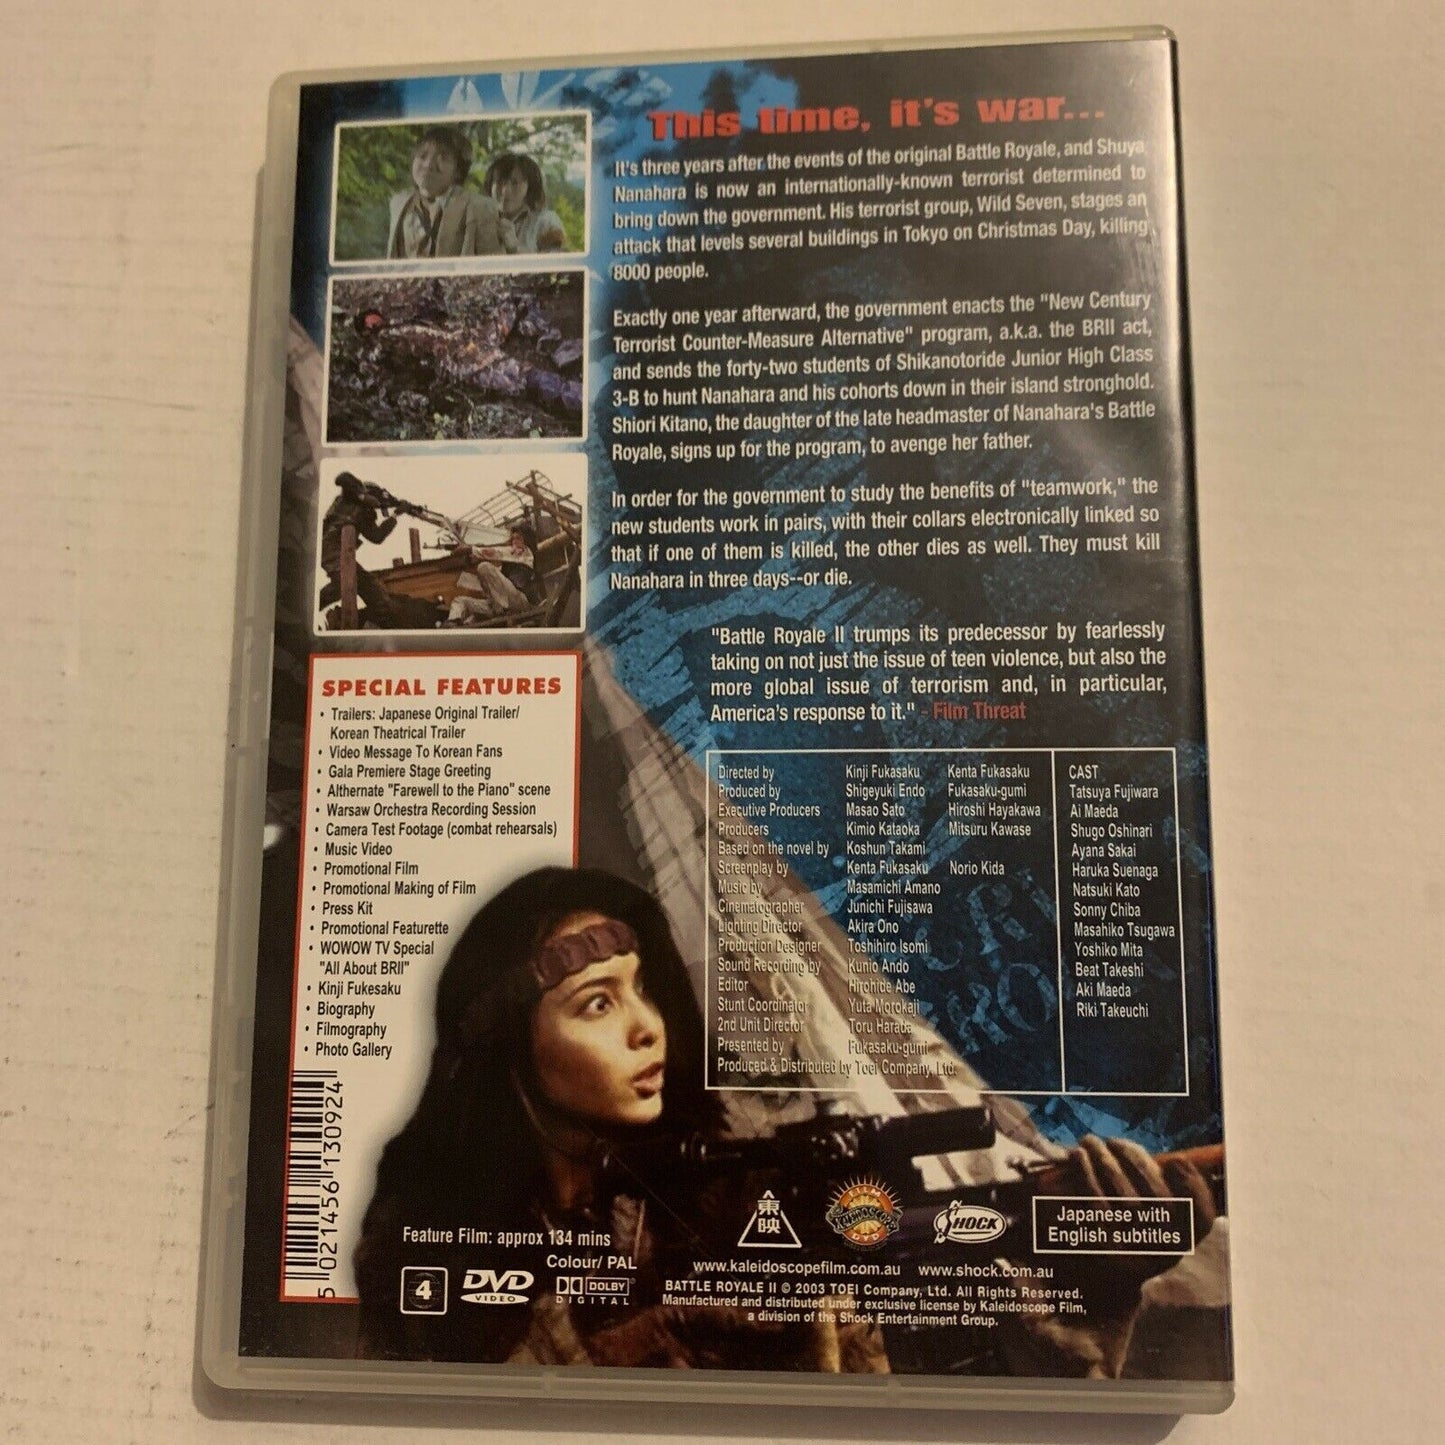 This time, it's war...
It's three years after the events of the original Battle Royale, and Shuya
Nanahara is now an internationally-known terrorist determined to
bring down the government. His terrorist group, Wild Seven, stages an
attack that levels several buildings in Tokyo on Christmas Day, killing
8000 people.
Exactly one year afterward, the government enacts the "New Century
Terrorist Counter-Measure Alternative" program, a.k.a. the BRII act,
and sends the forty-two students of Shikanotoride Junior High Class
3-B to hunt Nanahara and his cohorts down in their island stronghold.
Shiori Kitano, the daughter of the late headmaster of Nanahara's Battle
Royale, signs up for the program, to avenge her father.
In order for the government to study the benefits of "teamwork," the
new students work in pairs, with their collars electronically linked so
that if one of them is killed, the other dies as well. They must kill
Nanahara in three days--or die.
"Battle Royale II trumps its predecessor by fearlessly
taking on not just the issue of teen violence, but also the
more global issue of terrorism and, in particular,
America's response to it." - Film Threat
SPECIAL FEATURES
• Trailers: Japanese Original Trailer/
Korean Theatrical Trailer
• Video Message To Korean Fans
• Gala Premiere Stage Greeting
• Althernate "Farewell to the Piano" scene
• Warsaw Orchestra Recording Session
• Camera Test Footage (combat rehearsals)
• Music Video
• Promotional Film
• Promotional Making of Film
• Press Kit
• Promotional Featurette
• WOWOW TV Special
"All About BRII"
• Kinji Fukesaku
• Biography
• Filmography
• Photo Gallery
5 021456 130924
Directed by Kinji Fukasaku Kenta Fukasaku
Produced by Shigeyuki Endo Fukasaku-gumi
Executive Producers Masao Sato Hiroshi Hayakawa
Producers Kimio Kataoka Mitsuru Kawase
Based on the novel by Koshun Takami
Screenplay by Kenta Fukasaku Norio Kida
Music by Masamichi Amano
Cinematographer Junichi Fujisawa
Lighting Director Akira Ono
Production Designer Toshihiro Isomi
Sound Recording by Kunio Ando
Editor Hirohide Abe
Stunt Coordinator Yuta Morokaji
2nd Unit Director Toru Harada
Presented by Fukasaku-gumi
Produced & Distributed by Toei Company, Ltd.
CAST
Tatsuya Fujiwara
Ai Maeda
Shugo Oshinari
Ayana Sakai
Haruka Suenaga
Natsuki Kato
Sonny Chiba
Masahiko Tsugawa
Yoshiko Mita
Beat Takeshi
Aki Maeda
Riki Takeuchi
Feature Film: approx 134 mins
Colour/ PAL
4
DVD
VIDEO
DOLBY
DIGITAL
東映
FILM
KALEIDOSCOPE
DVD
SHOCK
Japanese with
English subtitles
www.kaleidoscopefilm.com.au www.shock.com.au
BATTLE ROYALE II © 2003 TOEI Company, Ltd. All Rights Reserved.
Manufactured and distributed under exclusive license by Kaleidoscope Film,
a division of the Shock Entertainment Group.